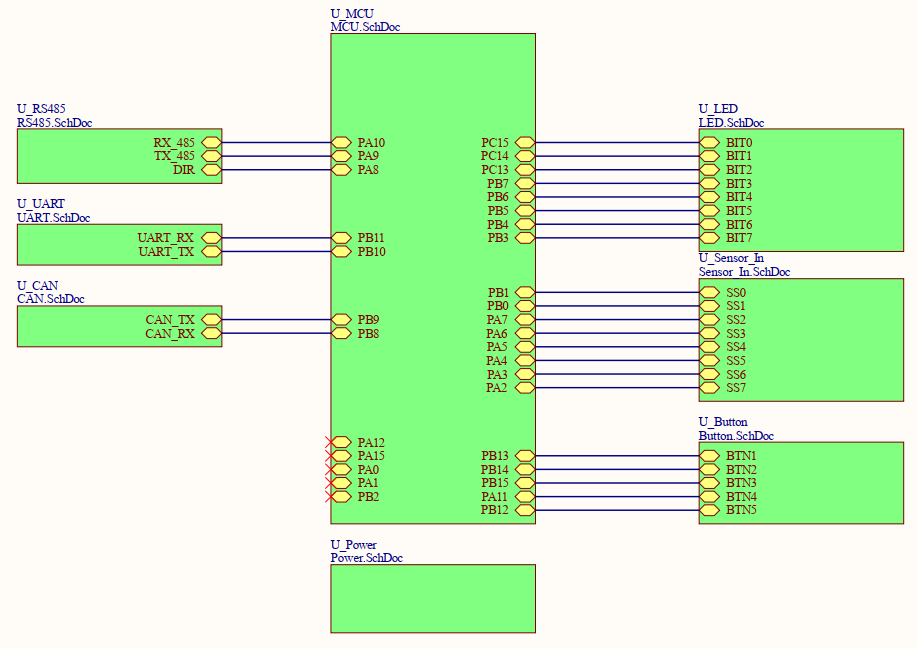 U_MCU
MCU.SchDoc
U_RS485
RS485.SchDoc
RX_485
TX_485
DIR
U_UART
UART.SchDoc
UART_RX
UART_TX
U_CAN
CAN.SchDoc
CAN_TX
CAN_RX
PA10
PA9
PA8
PB11
PB10
PB9
PB8
PA12
PA15
PA0
PA1
PB2
PC15
PC14
PC13
PB7
PB6
PB5
PB4
PB3
PB1
PB0
PA7
PA6
PA5
PA4
PA3
PA2
PB13
PB14
PB15
PA11
PB12
U_LED
LED.SchDoc
BIT0
BIT1
BIT2
BIT3
BIT4
BIT5
BIT6
BIT7
U_Sensor_In
Sensor_In.SchDoc
SS0
SS1
SS2
SS3
SS4
SS5
SS6
SS7
U_Button
Button.SchDoc
BTN1
BTN2
BTN3
BTN4
BTN5
U_Power
Power.SchDoc